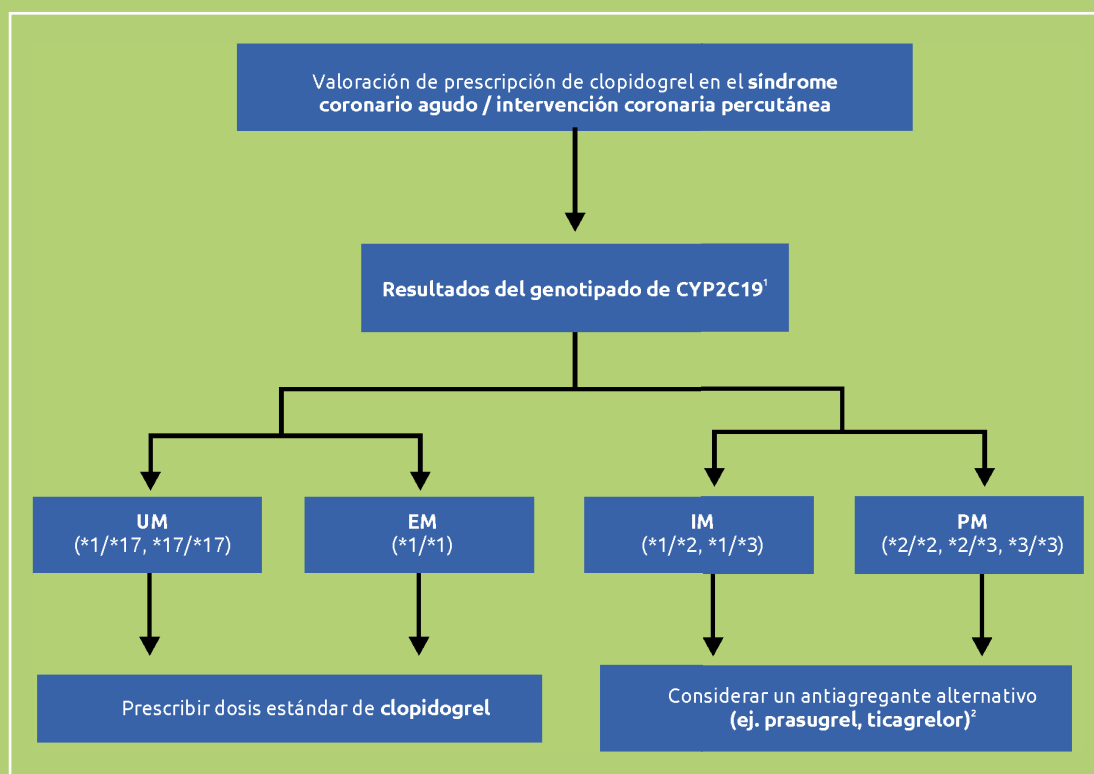 Valoración de prescripción de clopidogrel en el síndrome
coronario agudo / intervención coronaria percutánea
Resultados del genotipado de CYP2C19¹
UM
(*1/*17, *17/*17)
EM
(*1/*1)
IM
(*1/*2, *1/*3)
PM
(*2/*2, *2/*3, *3/*3)
Prescribir dosis estándar de clopidogrel
Considerar un antiagregante alternativo
(ej. prasugrel, ticagrelor)²